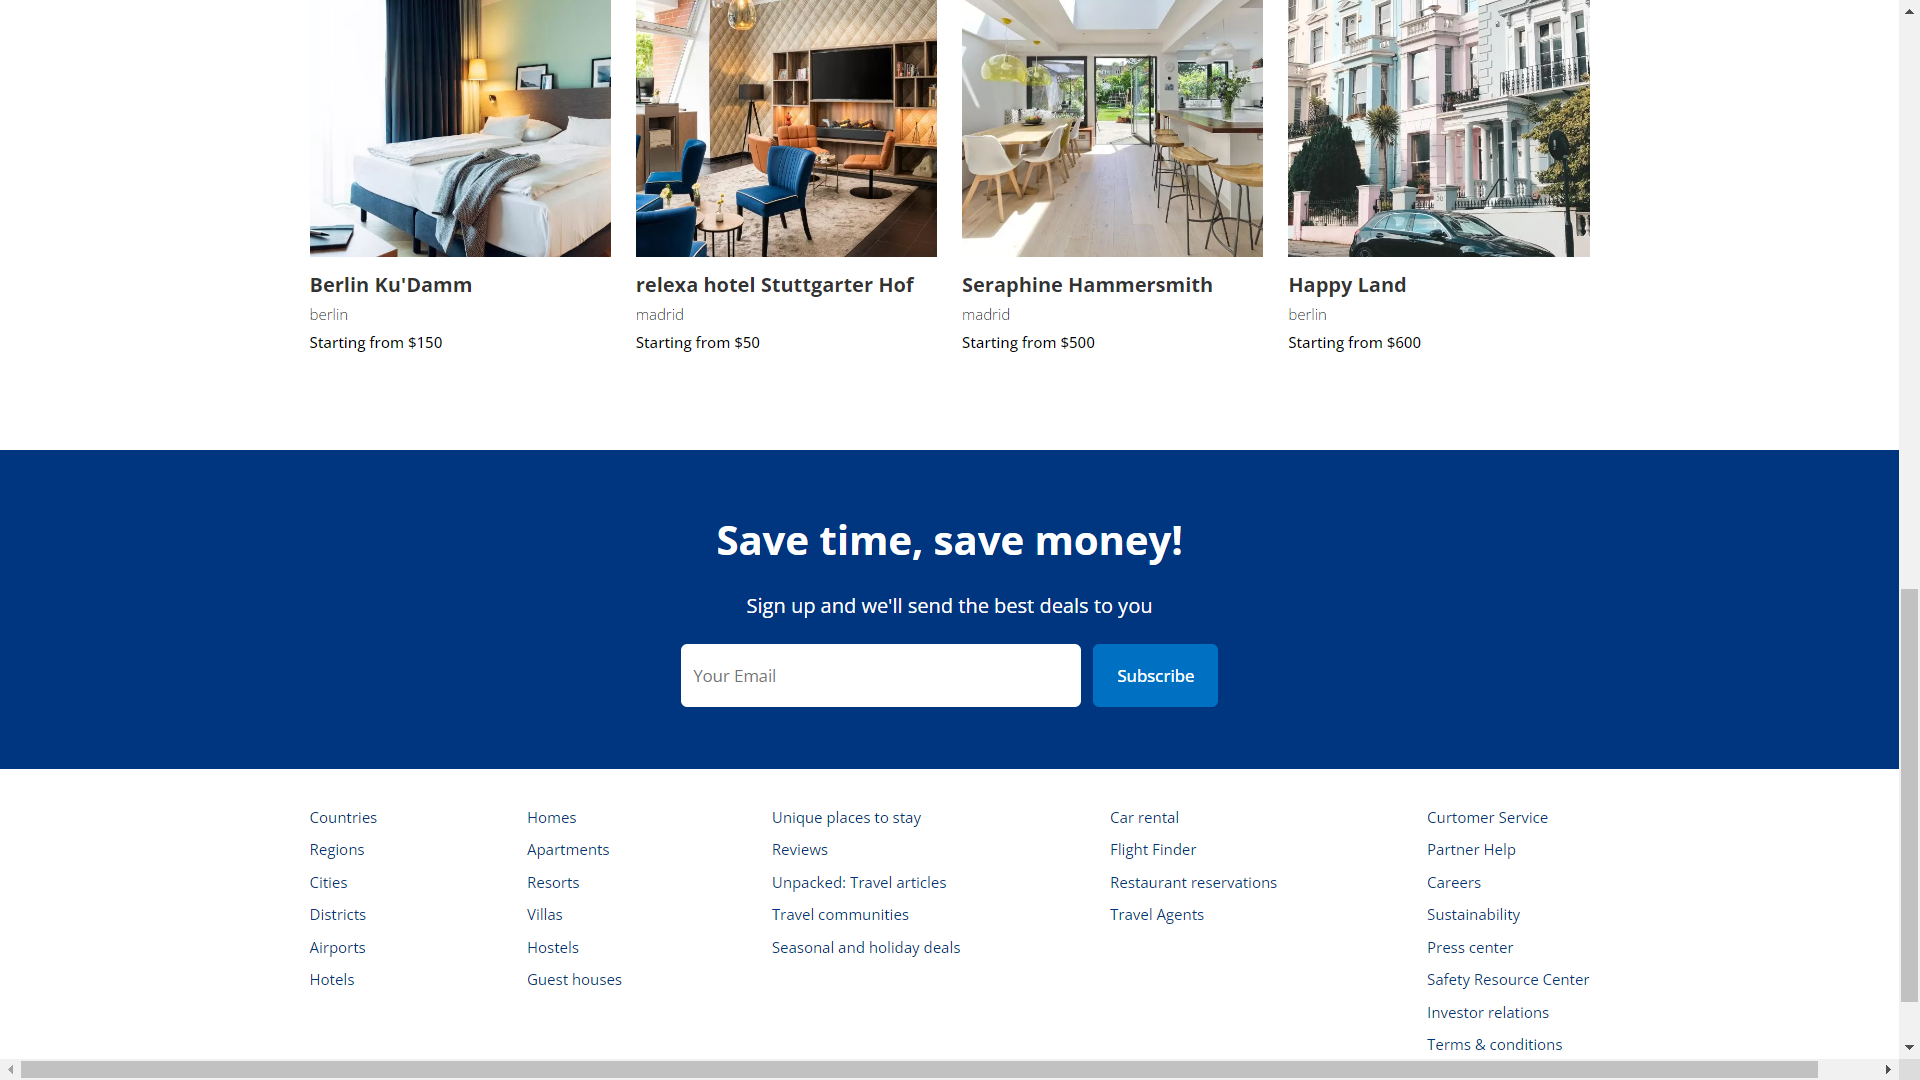 Berlin Ku'Damm
berlin
Starting from $150
relexa hotel Stuttgarter Hof
madrid
Starting from $50
Seraphine Hammersmith
madrid
Starting from $500
Happy Land
berlin
Starting from $600
Save time, save money!
Sign up and we'll send the best deals to you
Your Email
Subscribe
Countries
Regions
Cities
Districts
Airports
Hotels
Homes
Apartments
Resorts
Villas
Hostels
Guest houses
Unique places to stay
Reviews
Unpacked: Travel articles
Travel communities
Seasonal and holiday deals
Car rental
Flight Finder
Restaurant reservations
Travel Agents
Curtomer Service
Partner Help
Careers
Sustainability
Press center
Safety Resource Center
Investor relations
Terms & conditions